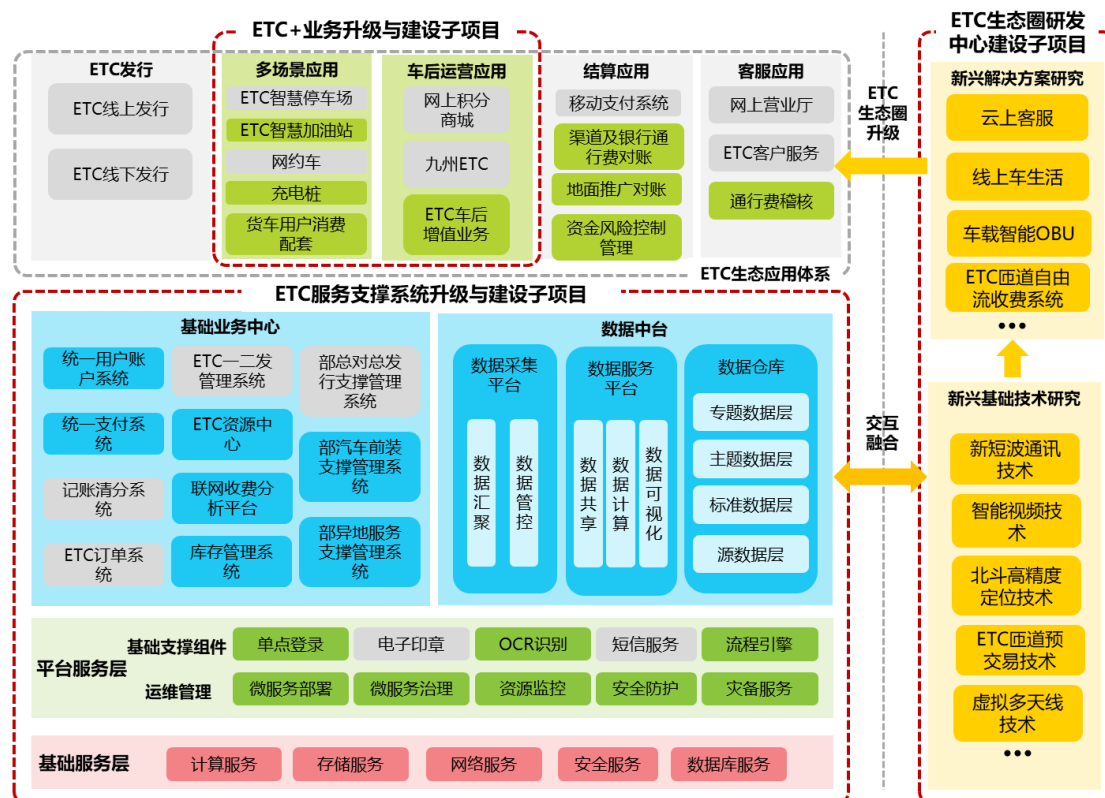 ETC+业务升级与建设子项目
ETC发行
ETC线上发行
ETC线下发行
多场景应用
ETC智慧停车场
ETC智慧加油站
网约车
充电桩
货车用户消费
配套
车后运营应用
网上积分
商城
九州ETC
ETC车后
增值业务
结算应用
移动支付系统
渠道及银行通
行费对账
地面推广对账
资金风险控制
管理
客服应用
网上营业厅
ETC客户服务
通行费稽核
ETC生态应用体系
ETC
生态圈
升级
ETC生态圈研发
中心建设子项目
新兴解决方案研究
云上客服
线上车生活
车载智能OBU
ETC匝道自由
流收费系统
•••
ETC服务支撑系统升级与建设子项目
基础业务中心
统一用户账
户系统
统一支付系
统
记账清分系
统
ETC订单系
统
ETC一二发
管理系统
ETC资源中
心
联网收费分
析平台
库存管理系
统
部总对总发
行支撑管理
系统
部汽车前装
支撑管理系
统
部异地服务
支撑管理系
统
数据中台
数据采集
平台
数据汇聚
数据管控
数据服务
平台
数据共享
数据计算
数据可视化
数据仓库
专题数据层
主题数据层
标准数据层
源数据层
交互
融合
新兴基础技术研究
新短波通讯
技术
智能视频技
术
北斗高精度
定位技术
ETC匝道预
交易技术
虚拟多天线
技术
•••
平台服务层
基础支撑组件
单点登录
电子印章
OCR识别
短信服务
流程引擎
运维管理
微服务部署
微服务治理
资源监控
安全防护
灾备服务
基础服务层
计算服务
存储服务
网络服务
安全服务
数据库服务